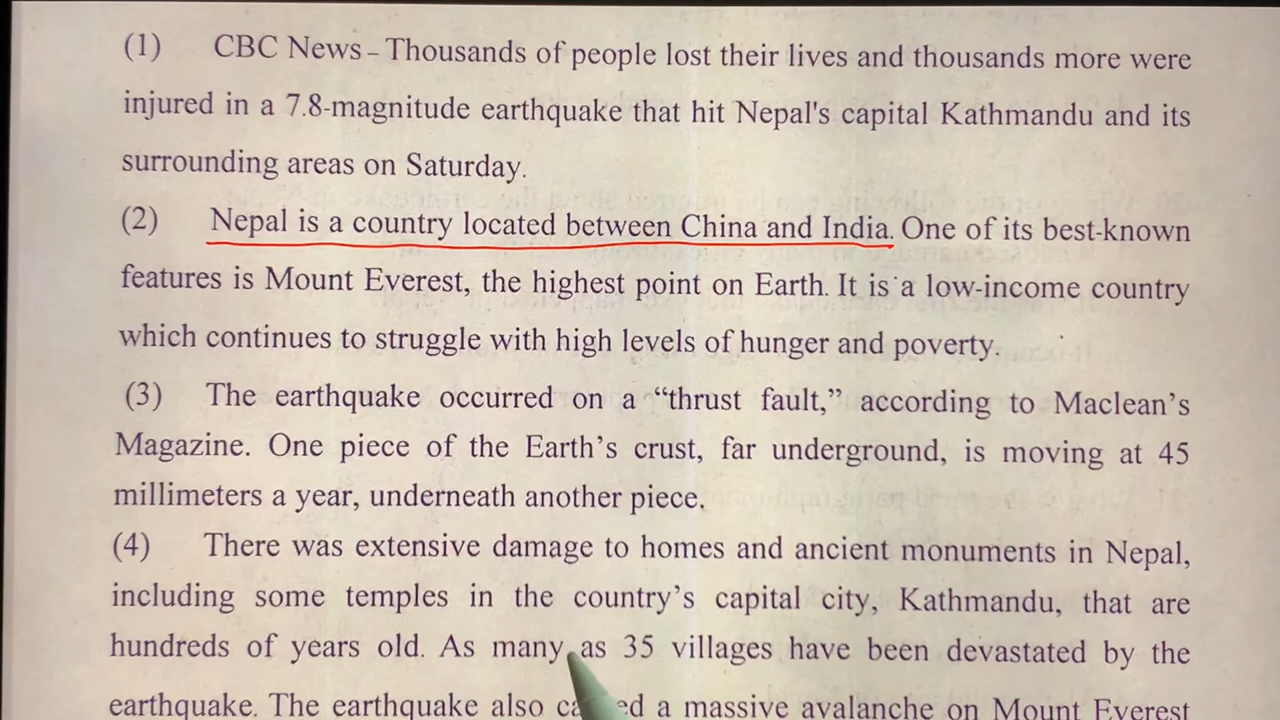 (1) CBC News – Thousands of people lost their lives and thousands more were
injured in a 7.8-magnitude earthquake that hit Nepal's capital Kathmandu and its
surrounding areas on Saturday.
(2) Nepal is a country located between China and India. One of its best-known
features is Mount Everest, the highest point on Earth. It is a low-income country
which continues to struggle with high levels of hunger and poverty.
(3) The earthquake occurred on a “thrust fault,” according to Maclean’s
Magazine. One piece of the Earth’s crust, far underground, is moving at 45
millimeters a year, underneath another piece.
(4) There was extensive damage to homes and ancient monuments in Nepal,
including some temples in the country’s capital city, Kathmandu, that are
hundreds of years old. As many as 35 villages have been devastated by the
earthquake. The earthquake also a massive avalanche on Mount Everest